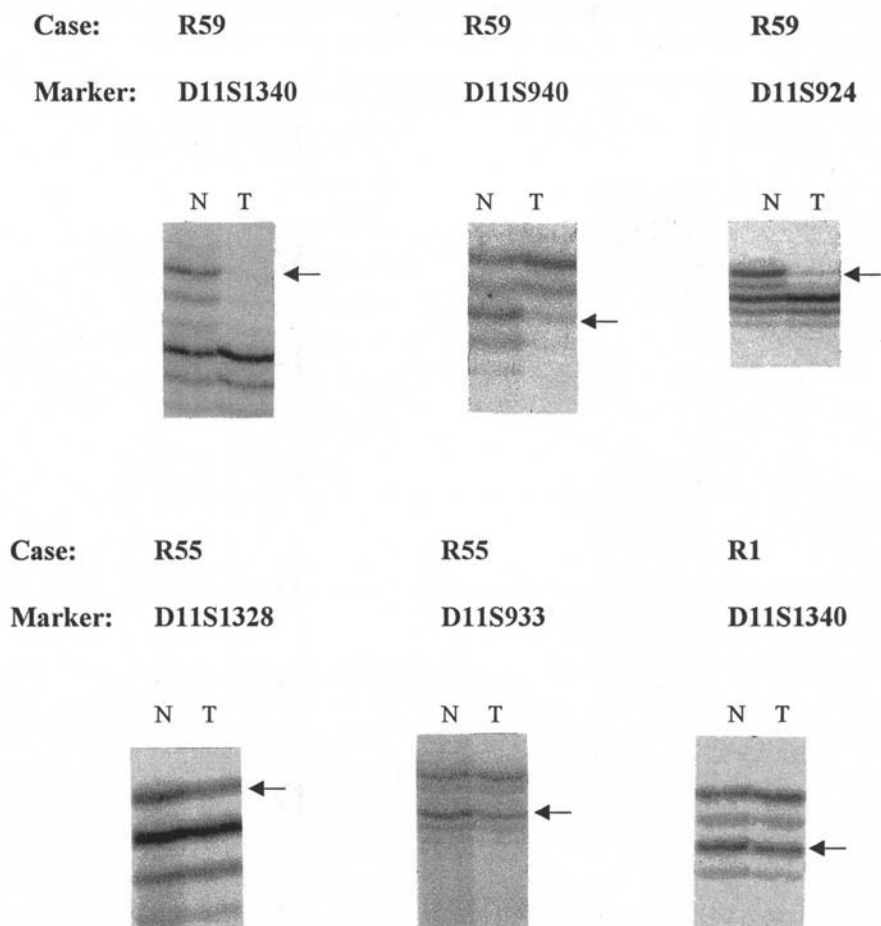 Case: R59 R59 R59
Marker: D11S1340 D11S940 D11S924
N T N T N T
Case: R55 R55 R1
Marker: D11S1328 D11S933 D11S1340
N T N T N T